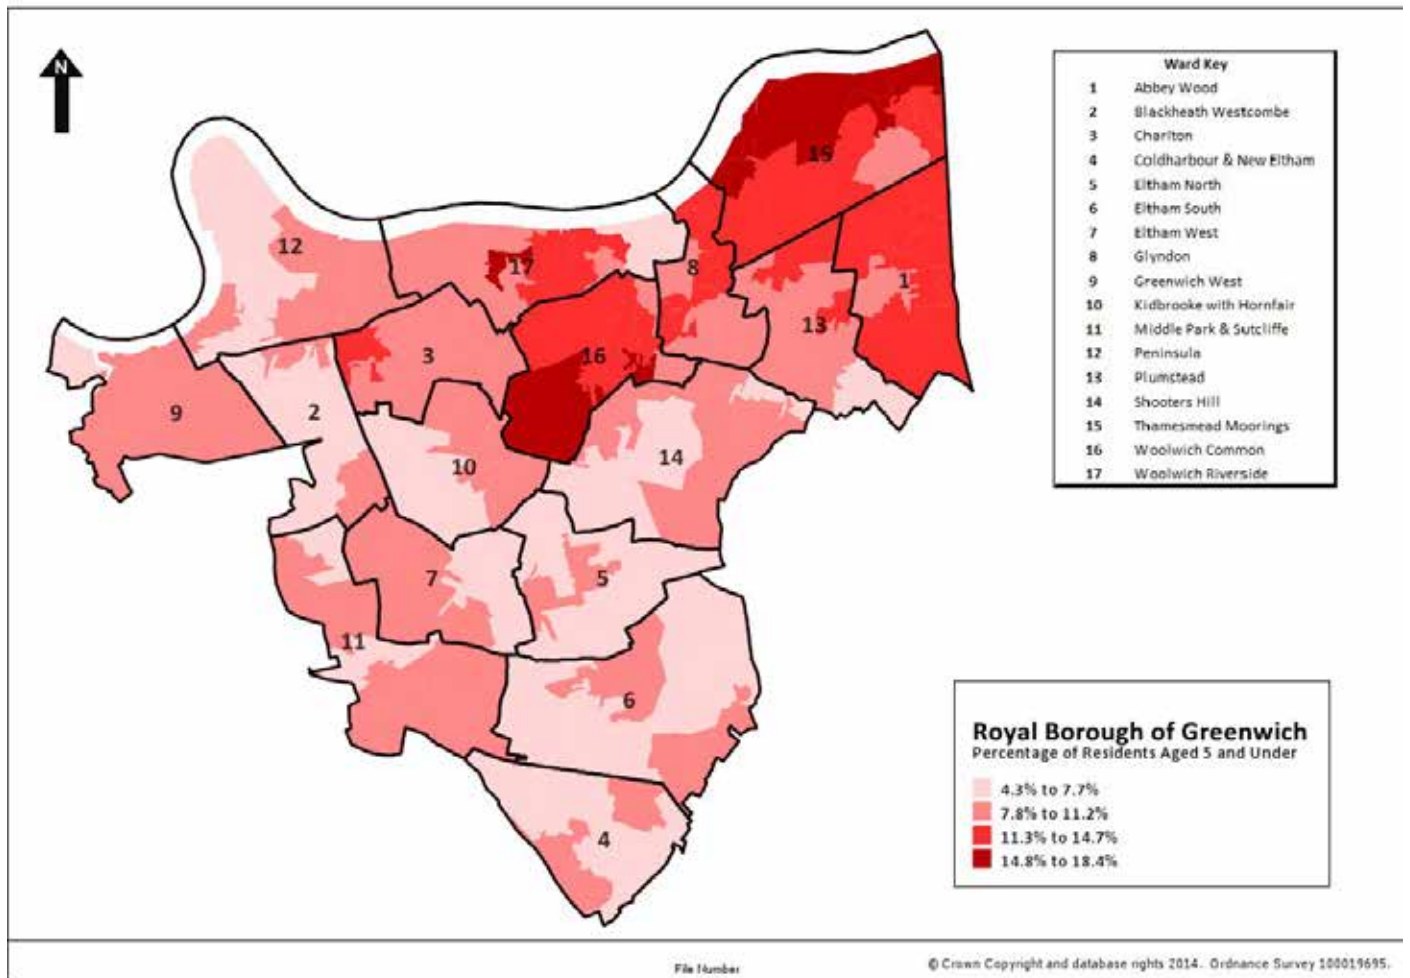 N
Ward Key
1 Abbey Wood
2 Blackheath Westcombe
3 Charlton
4 Coldharbour & New Eltham
5 Eltham North
6 Eltham South
7 Eltham West
8 Glyndon
9 Greenwich West
10 Kidbrooke with Hornfair
11 Middle Park & Sutcliffe
12 Peninsula
13 Plumstead
14 Shooters Hill
15 Thamesmead Moorings
16 Woolwich Common
17 Woolwich Riverside
15
12
17
8
1
13
3
16
2
9
10
14
7
5
11
6
4
Royal Borough of Greenwich
Percentage of Residents Aged 5 and Under
4.3% to 7.7%
7.8% to 11.2%
11.3% to 14.7%
14.8% to 18.4%
File Number
© Crown Copyright and database rights 2014. Ordnance Survey 100019695.